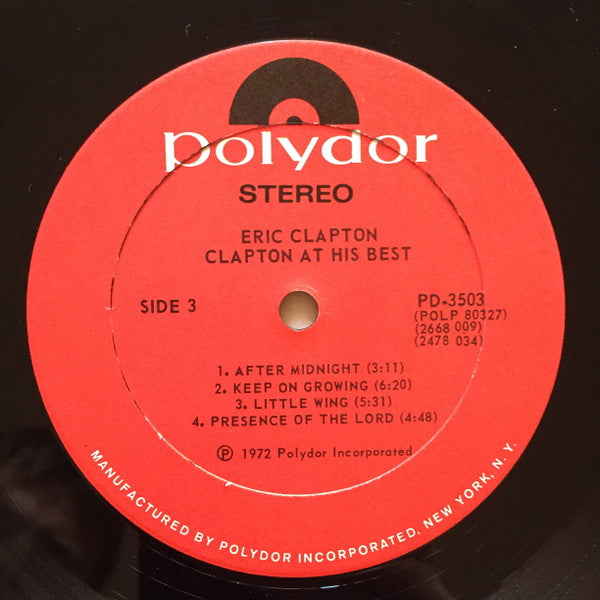 polydor
STEREO
ERIC CLAPTON
CLAPTON AT HIS BEST
SIDE 3
PD-3503
(POLP 80327)
(2668 009)
(2478 034)
1. AFTER MIDNIGHT (3:11)
2. KEEP ON GROWING (6:20)
3. LITTLE WING (5:31)
4. PRESENCE OF THE LORD (4:48)
Ⓟ 1972 Polydor Incorporated
MANUFACTURED BY POLYDOR INCORPORATED, NEW YORK, N. Y.